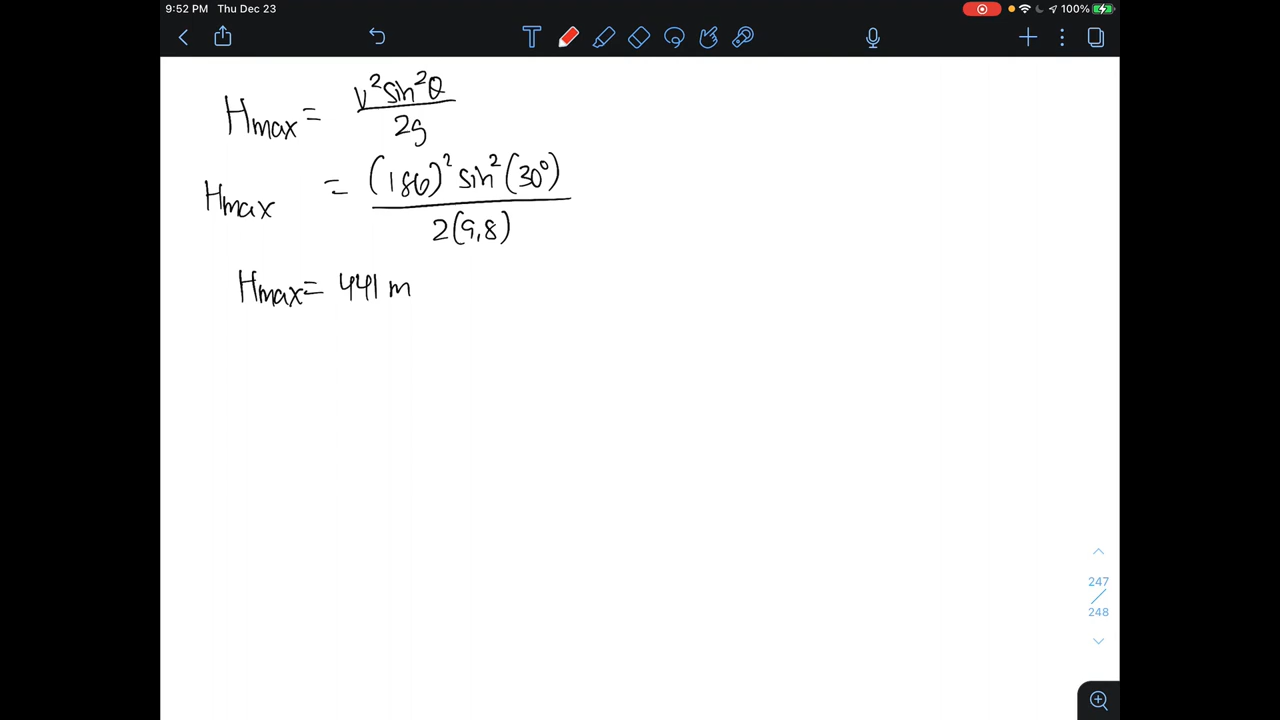 9:52 PM Thu Dec 23
100%
T
Hmax = v²sin²θ / 2g
Hmax = (186)² sin² (30°) / 2(9,8)
Hmax = 441 m
247
248